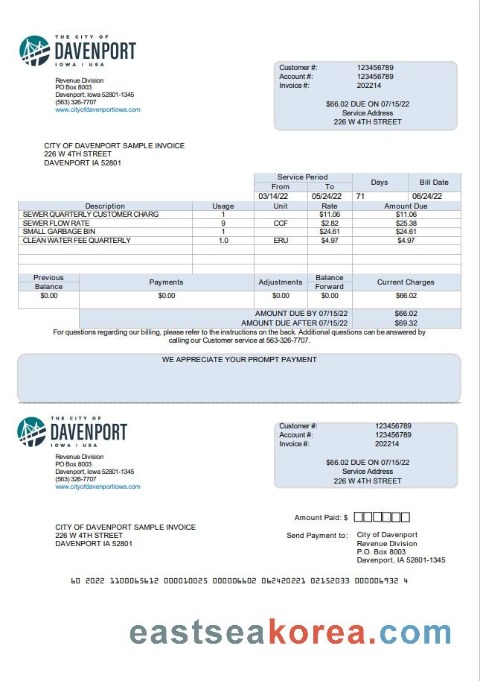 THE CITY OF
DAVENPORT
IOWA | USA
Revenue Division
PO Box 8003
Davenport, Iowa 52801-1345
(563) 326-7707
www.cityofdavenportiowa.com
Customer #: 123456789
Account #: 123456789
Invoice #: 202214
$66.02 DUE ON 07/15/22
Service Address
226 W 4TH STREET
CITY OF DAVENPORT SAMPLE INVOICE
226 W 4TH STREET
DAVENPORT IA 52801
Service Period Days Bill Date
From To
03/14/22 05/24/22 71 06/24/22
Description Usage Unit Rate Amount Due
SEWER QUARTERLY CUSTOMER CHARG 1 $11.06 $11.06
SEWER FLOW RATE 9 CCF $2.82 $25.38
SMALL GARBAGE BIN 1 $24.61 $24.61
CLEAN WATER FEE QUARTERLY 1.0 ERU $4.97 $4.97
Previous Balance Payments Adjustments Balance Forward Current Charges
$0.00 $0.00 $0.00 $0.00 $66.02
AMOUNT DUE BY 07/15/22 $66.02
AMOUNT DUE AFTER 07/15/22 $69.32
For questions regarding our billing, please refer to the instructions on the back. Additional questions can be answered by
calling our Customer service at 563-326-7707.
WE APPRECIATE YOUR PROMPT PAYMENT
THE CITY OF
DAVENPORT
IOWA | USA
Revenue Division
PO Box 8003
Davenport, Iowa 52801-1345
(563) 326-7707
www.cityofdavenportiowa.com
Customer #: 123456789
Account #: 123456789
Invoice #: 202214
$66.02 DUE ON 07/15/22
Service Address
226 W 4TH STREET
Amount Paid: $
CITY OF DAVENPORT SAMPLE INVOICE
226 W 4TH STREET
DAVENPORT IA 52801
Send Payment to: City of Davenport
Revenue Division
P.O. Box 8003
Davenport, IA 52801-1345
60 2022 1100065612 000010025 000006602 062420221 02152033 000006932 4
eastseakorea.com